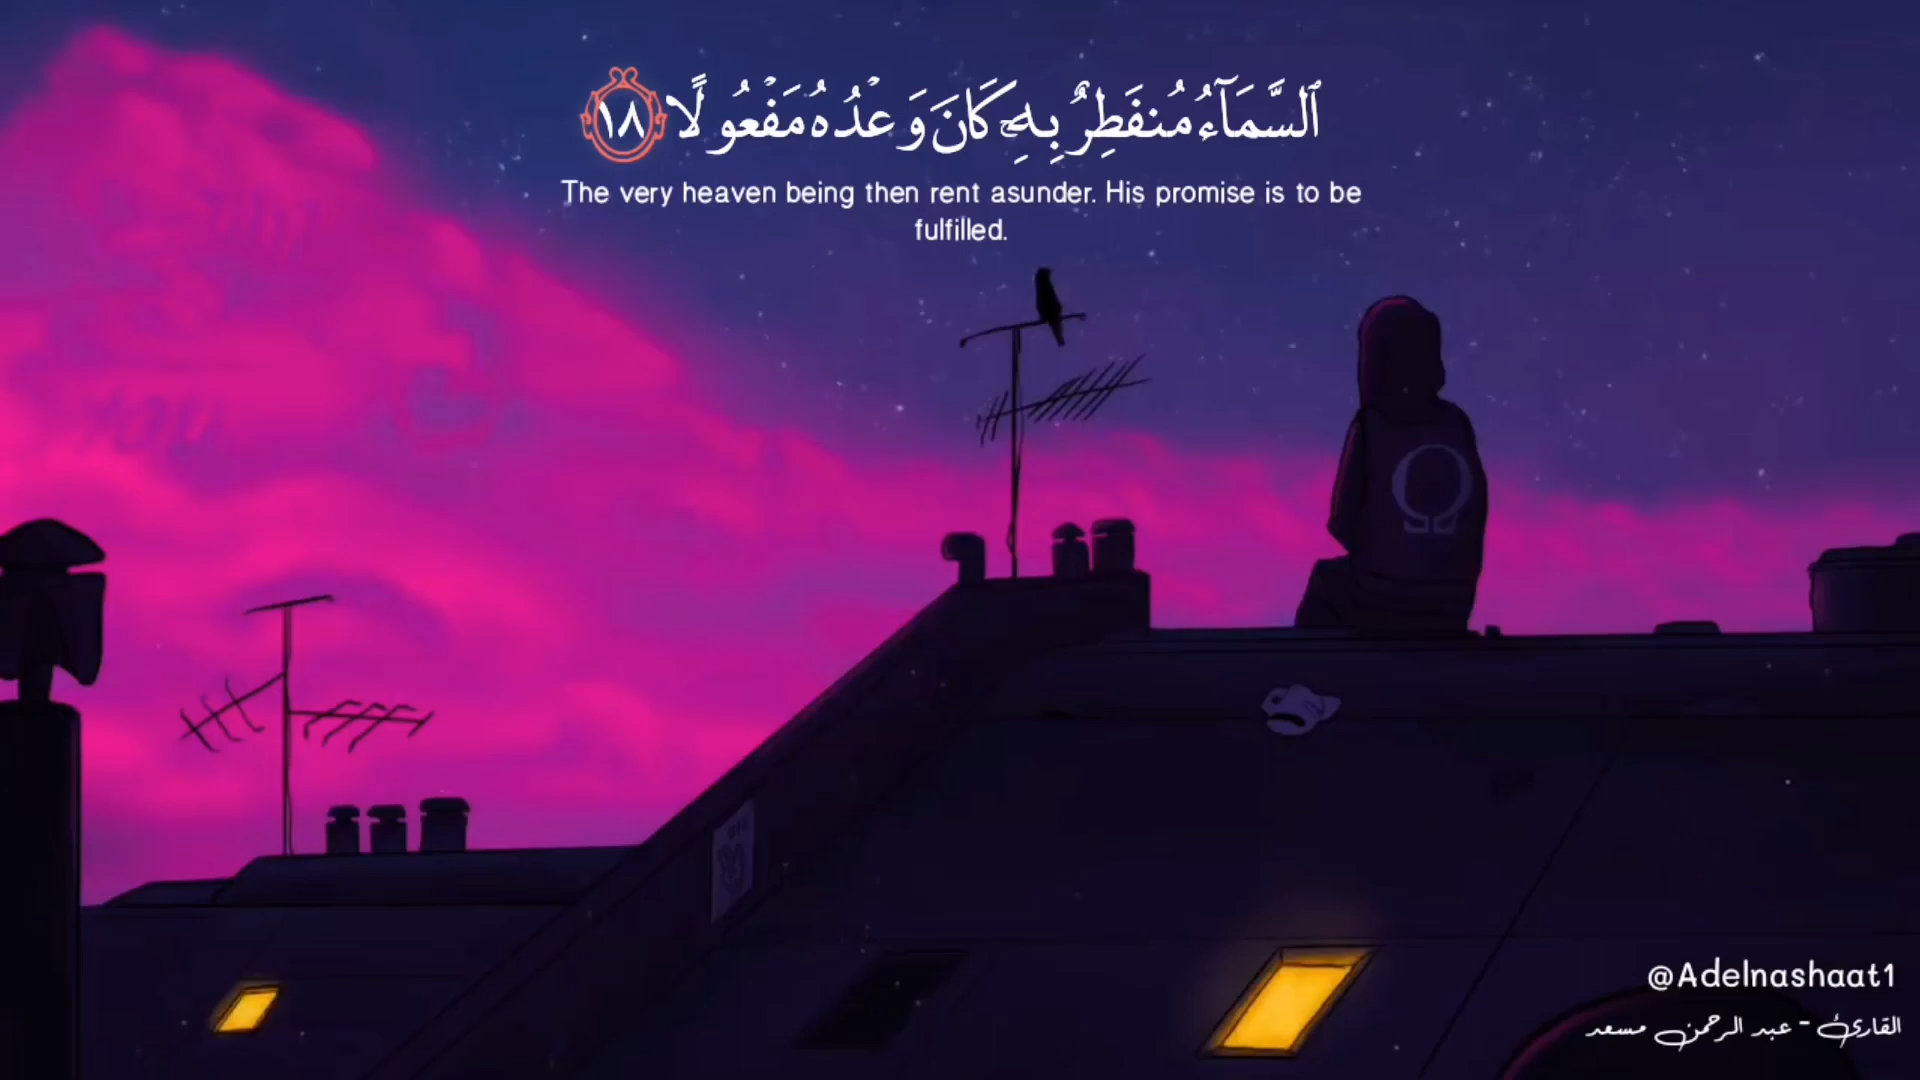 ٱلسَّمَآءُ مُنفَطِرٌۢ بِهِۦۚ كَانَ وَعْدُهُۥ مَفْعُولًا ١٨
The very heaven being then rent asunder. His promise is to be
fulfilled.
Ω
@Adelnashaat1
القارئ - عبد الرحمن مسعد